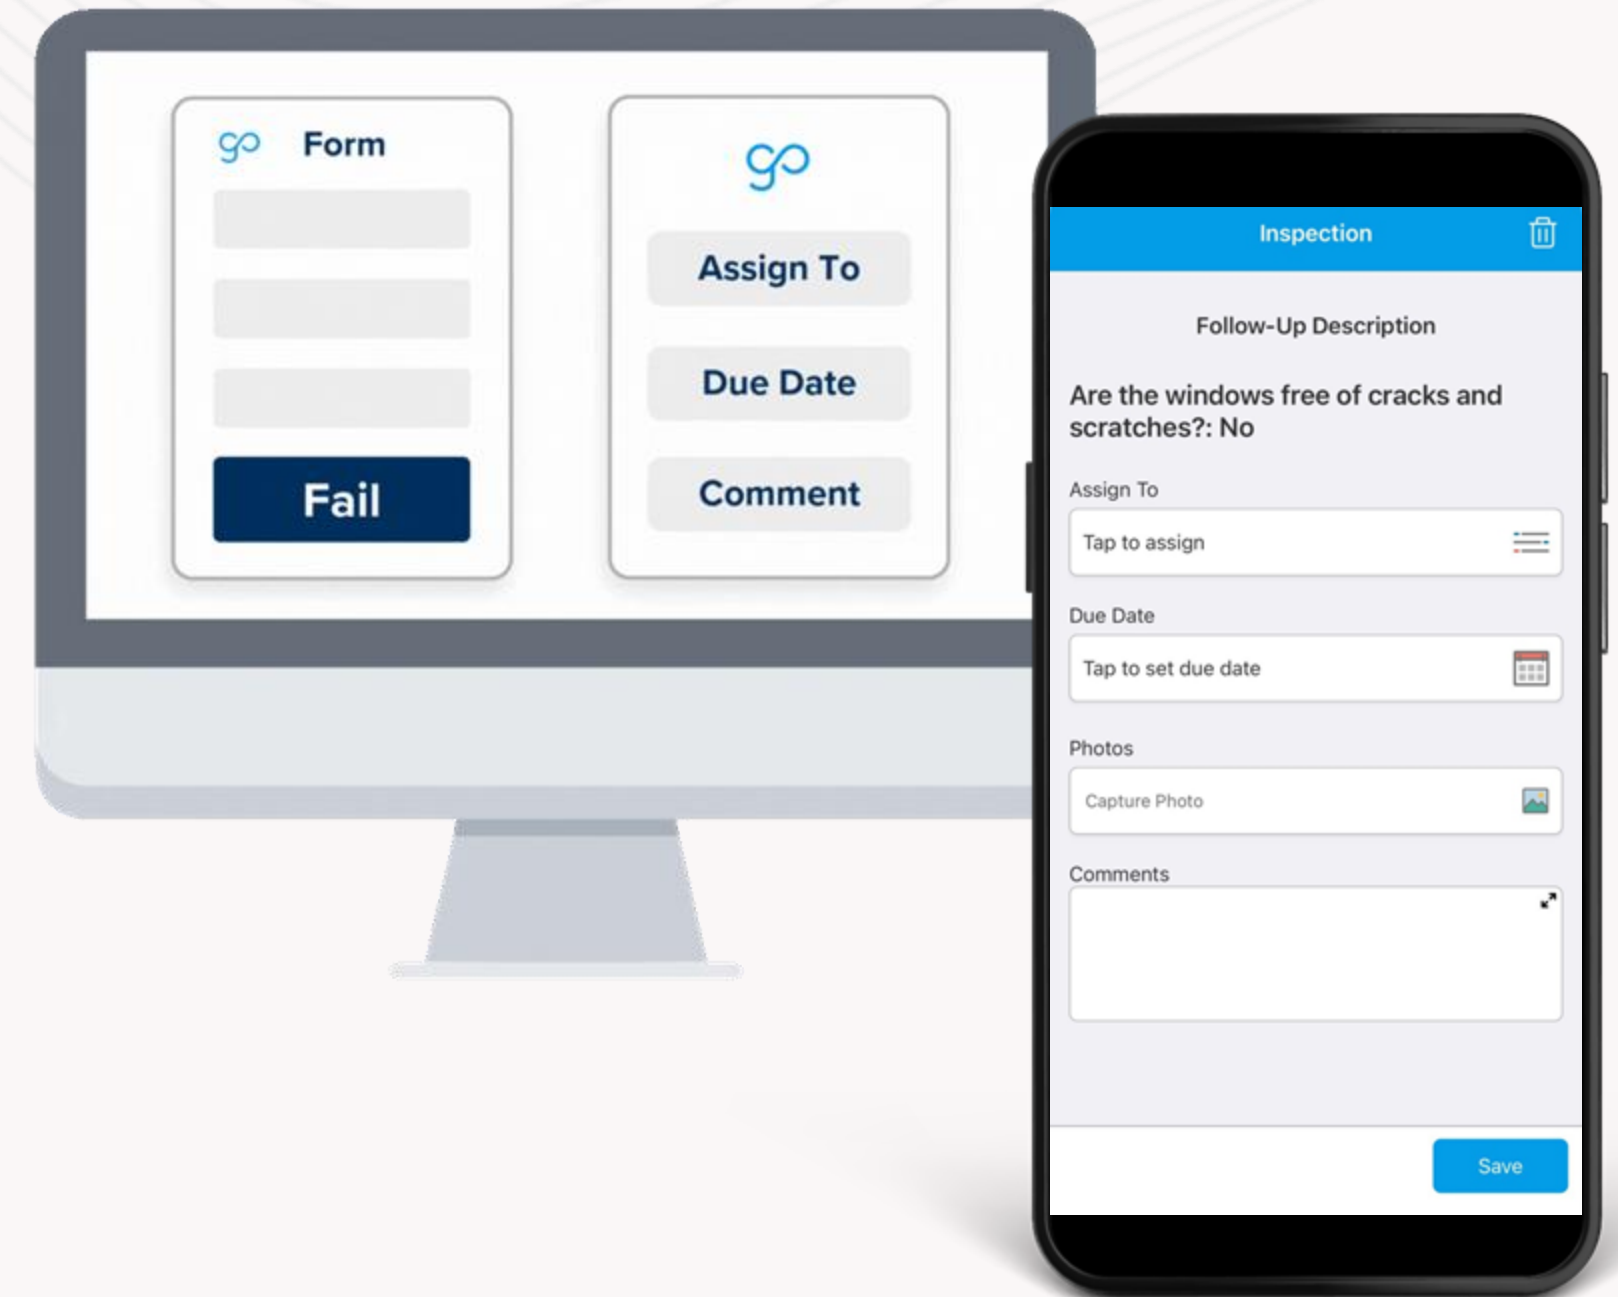 Form
Fail
go
Assign To
Due Date
Comment
Inspection
Follow-Up Description
Are the windows free of cracks and
scratches?: No
Assign To
Tap to assign
Due Date
Tap to set due date
Photos
Capture Photo
Comments
Save